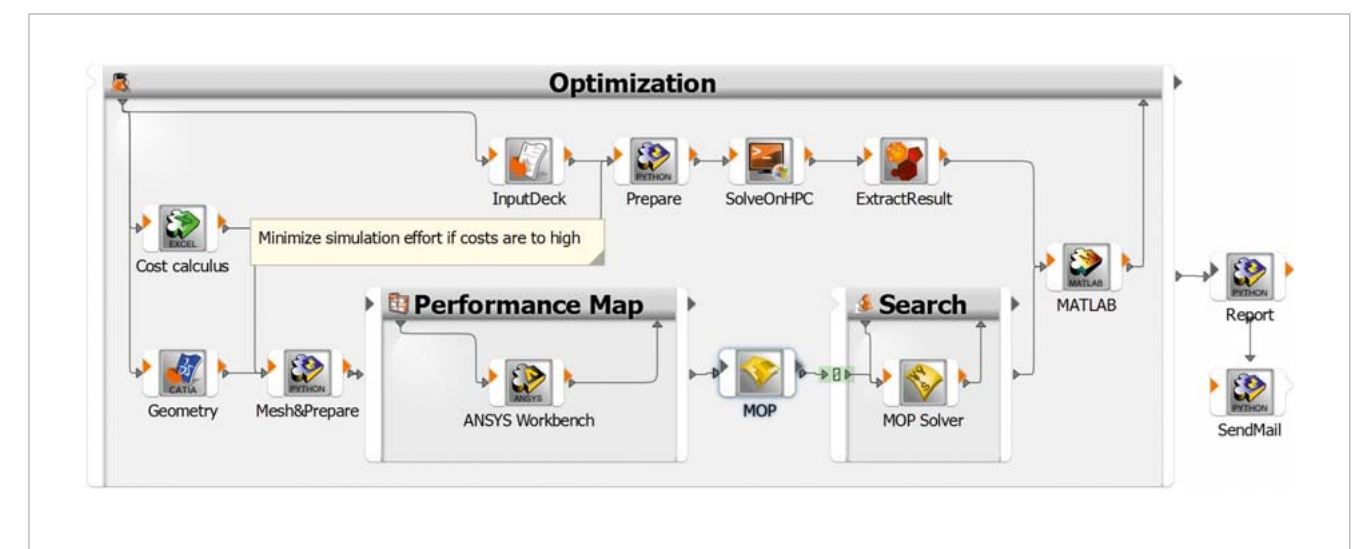 Optimization
InputDeck
PYTHON
Prepare
SolveOnHPC
ExtractResult
EXCEL
Cost calculus
Minimize simulation effort if costs are to high
MATLAB
MATLAB
PYTHON
Report
Performance Map
Search
CATIA
Geometry
PYTHON
Mesh&Prepare
ANSYS
ANSYS Workbench
MOP
MOP Solver
PYTHON
SendMail